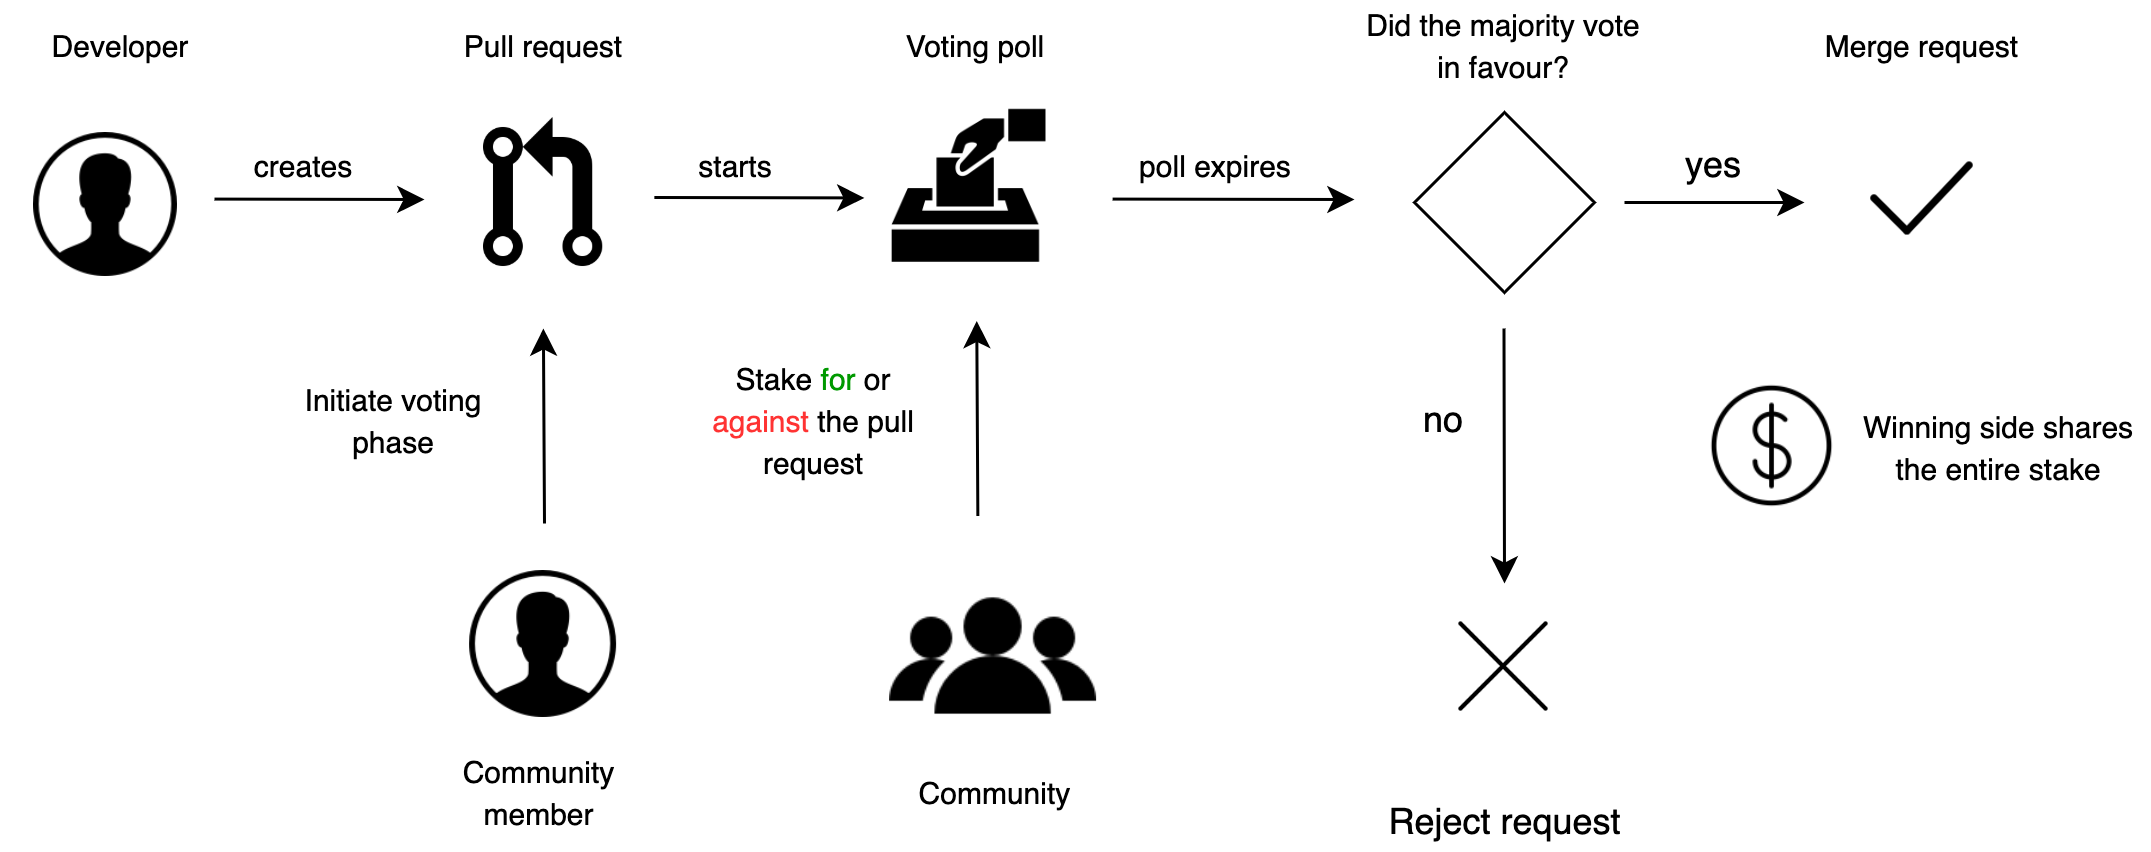 Developer
Pull request
Voting poll
Did the majority vote
in favour?
Merge request
creates
starts
poll expires
yes
Initiate voting
phase
Stake for or
against the pull
request
no
Winning side shares
the entire stake
Community
member
Community
Reject request